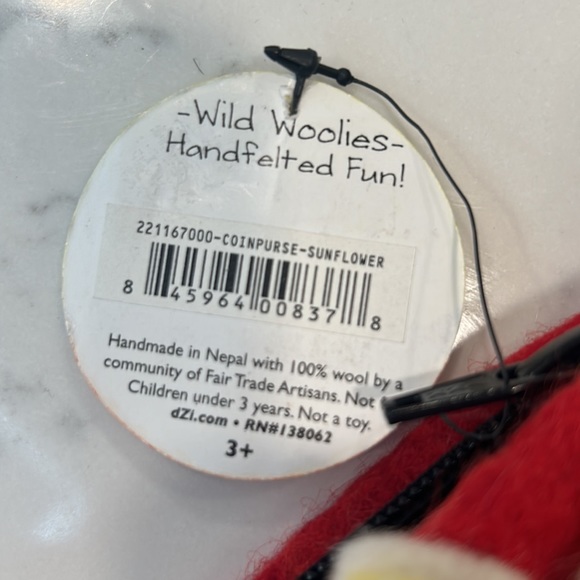 -Wild Woolies-
Handfelted Fun!
221167000-COINPURSE-SUNFLOWER
8 45964 00837 8
Handmade in Nepal with 100% wool by a
community of Fair Trade Artisans. Not
Children under 3 years. Not a toy.
dZi.com • RN#138062
3+